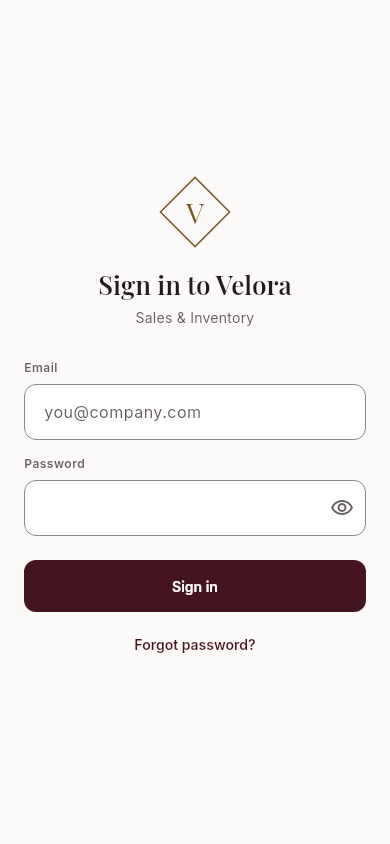 V
Sign in to Velora
Sales & Inventory
Email
you@company.com
Password
Sign in
Forgot password?